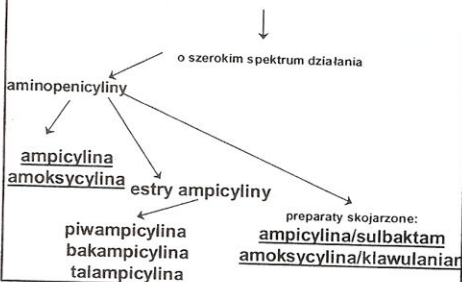 o szerokim spektrum działania
aminopenicyliny
ampicylina
amoksycylina
estry ampicyliny
piwampicylina
bakampicylina
talampicylina
preparaty skojarzone:
ampicylina/sulbaktam
amoksycylina/klawulanian